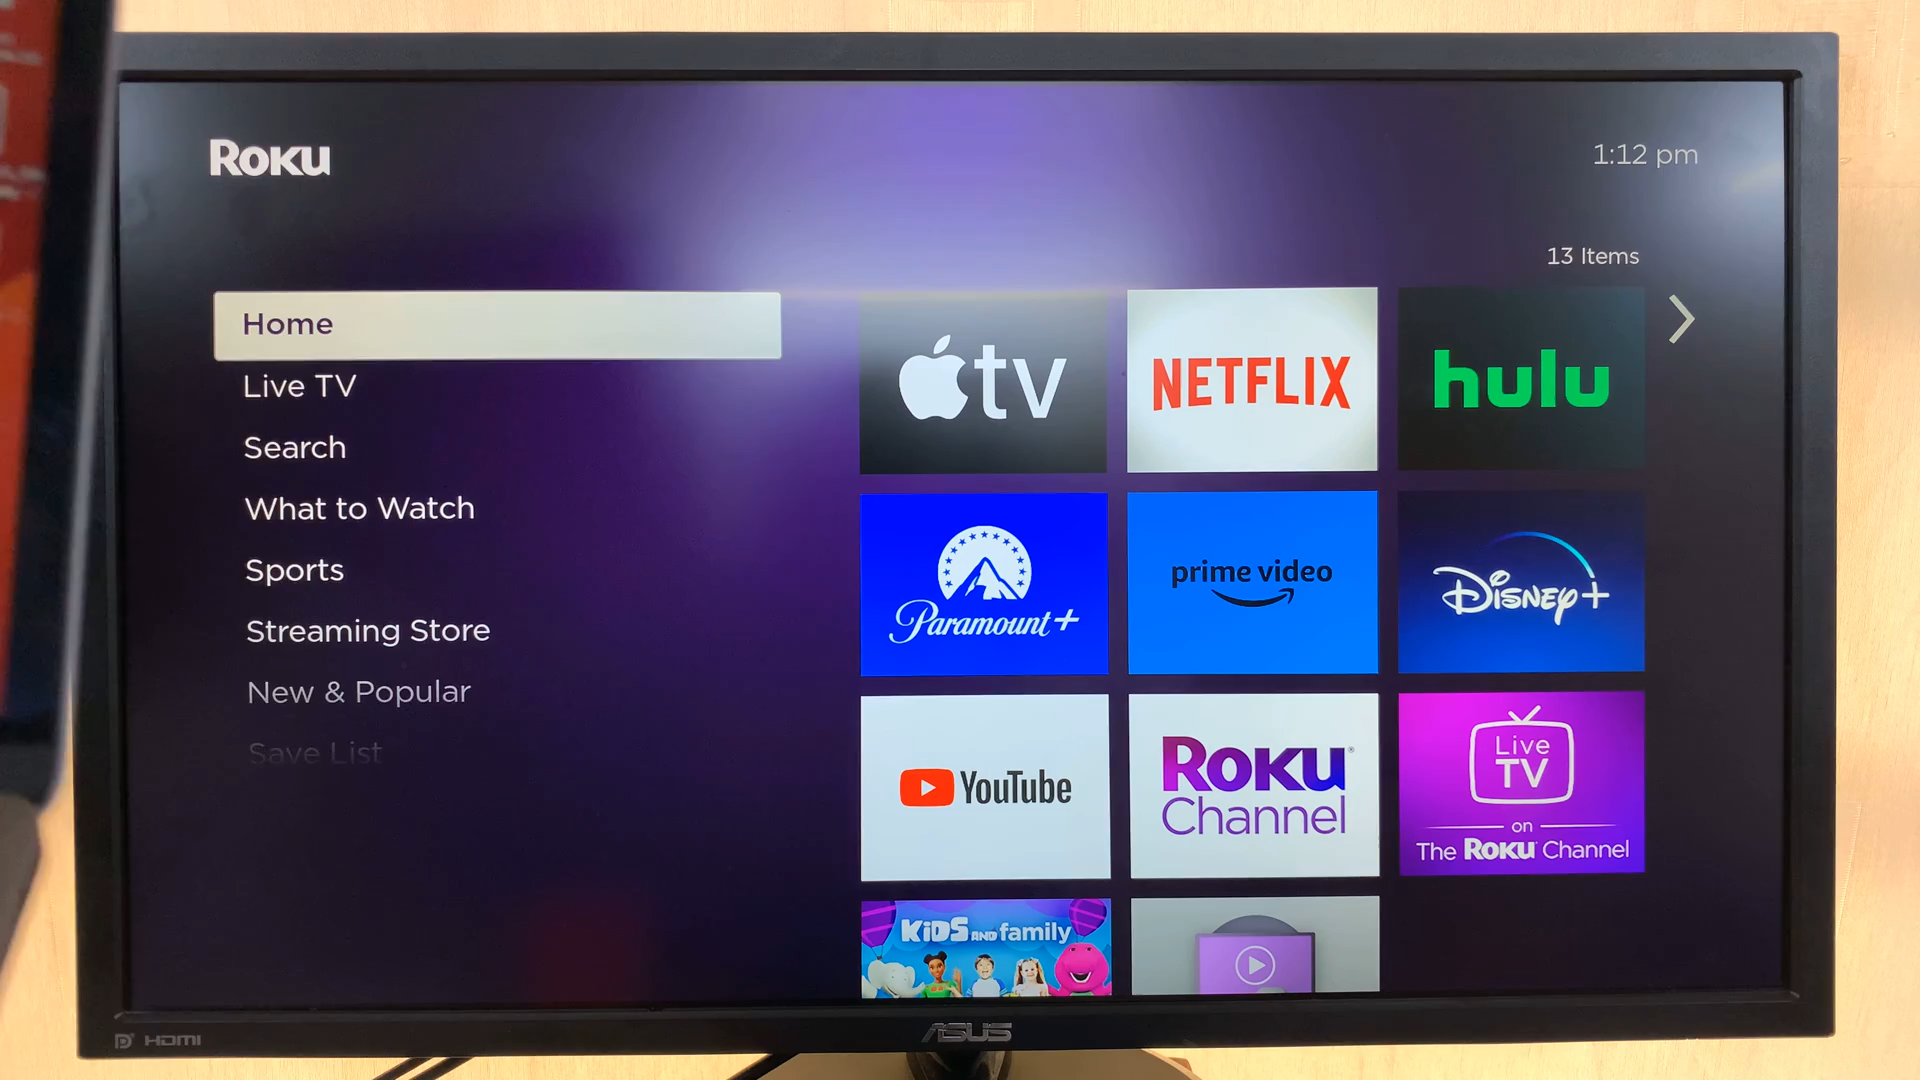 Roku
1:12 pm
13 Items
Home
Live TV
Search
What to Watch
Sports
Streaming Store
New & Popular
Save List
tv
NETFLIX
hulu
Paramount+
prime video
Disney+
YouTube
Roku
Channel
Live
TV
on
The Roku Channel
KiDS AND family
HDMI
ASUS